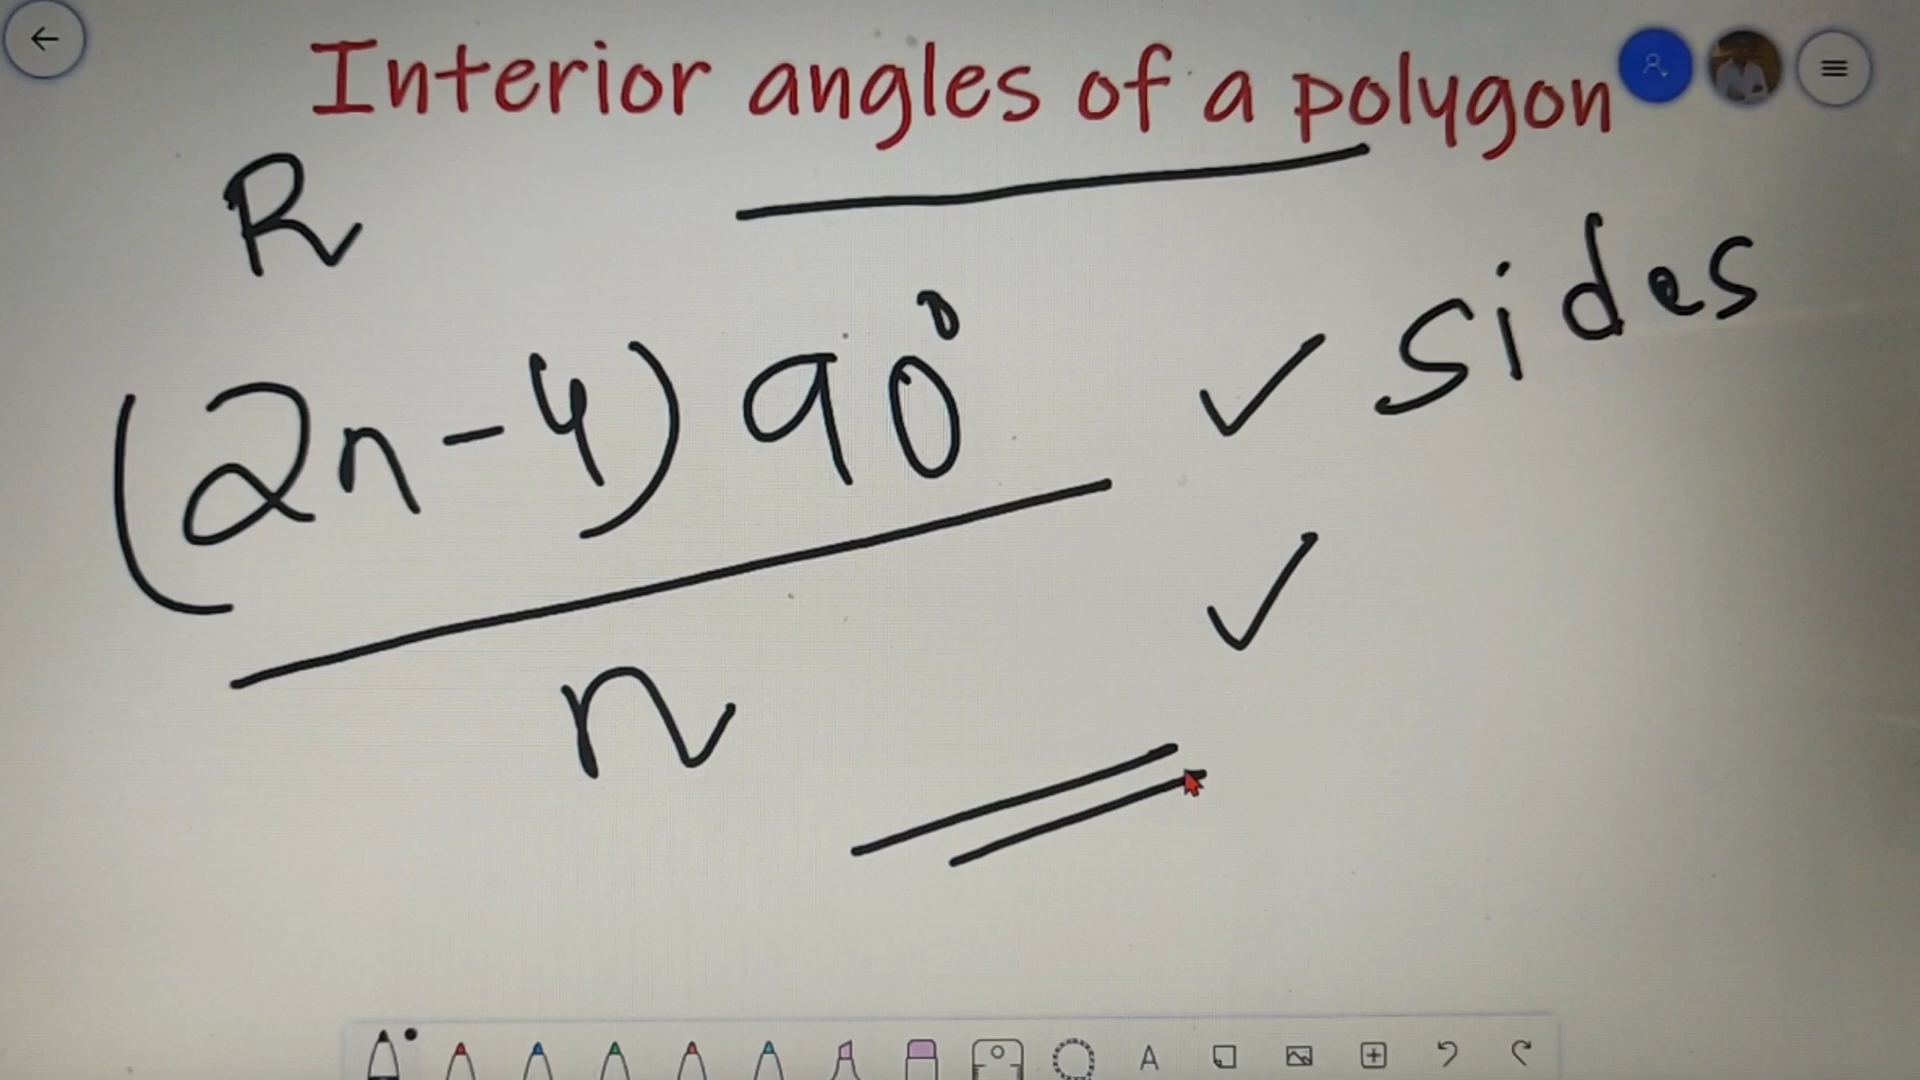 Interior angles of a polygon
R
sides
(2n-4) 90°
n
A